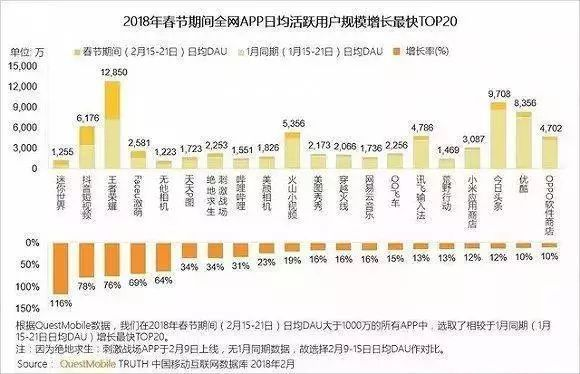 2018年春节期间全网APP日均活跃用户规模增长最快TOP20
单位: 万
春节期间（2月15-21日）日均DAU
1月同期（2月15-21日）日均DAU
增长率(%)
15,000
12,000
9,000
6,000
3,000
0
1,255
6,176
12,850
2,581
1,223
1,723
2,253
1,551
1,826
5,356
2,173
2,066
1,736
2,256
4,786
1,469
3,087
9,708
8,356
4,702
迷你世界
抖音短视频
王者荣耀
Faceu激萌
无他相机
天天P图
绝地求生 刺激战场
哔哩哔哩
美颜相机
火山小视频
美图秀秀
穿越火线
网易云音乐
QQ飞车
讯飞输入法
荒野行动
小米应用商店
今日头条
优酷
OPPO软件商店
0%
50%
100%
150%
116%
78%
76%
69%
64%
34%
34%
31%
23%
19%
16%
16%
16%
15%
13%
13%
12%
12%
10%
10%
根据QuestMobile数据，我们在2018年春节期间（2月15-21日）日均DAU大于1000万的所有APP中，选取了相较于1月同期（1月
15-21日日均DAU）增长最快TOP20。
注：因为绝地求生：刺激战场APP于2月9日上线，无1月同期数据，故选择2月9-15日日均DAU作对比。
Source： QuestMobile TRUTH 中国移动互联网数据库 2018年2月